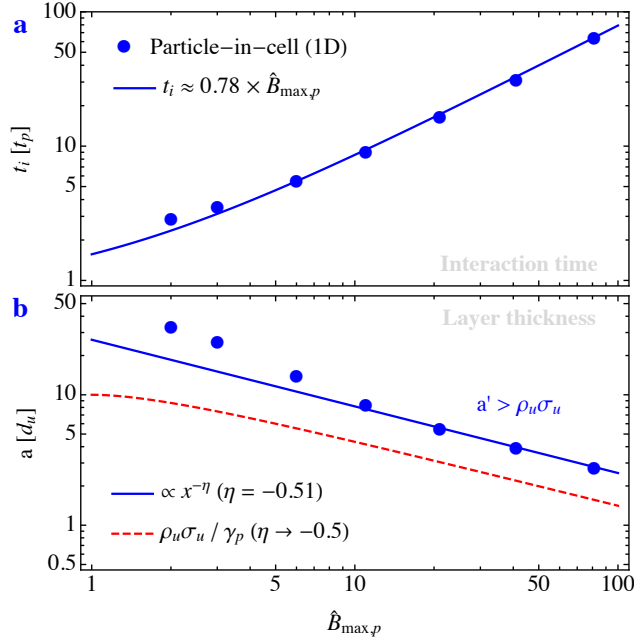 a
100
50
10
5
1
t_i [t_p]
Particle−in−cell (1D)
t_i ≈ 0.78 × B̂_max,p
Interaction time
b
50
10
5
1
0.5
a [d_u]
Layer thickness
a' > ρ_u σ_u
∝ x^−η (η = −0.51)
ρ_u σ_u / γ_p (η → −0.5)
1 5 10 50 100
B̂_max,p